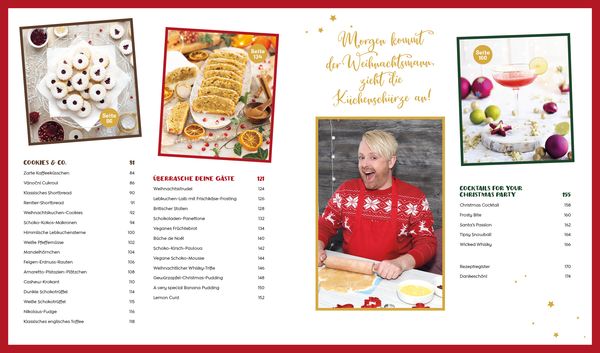 Seite
86
COOKIES & CO. 81
Zarte Kaffeeküsschen 84
Vánoční Cukroui 86
Klassisches Shortbread 90
Rentier-Shortbread 91
Weihnachtskuchen-Cookies 92
Schoko-Kokos-Makronen 94
Himmlische Lebkuchensterne 100
Weiße Pfeffernüsse 102
Mandelhörnchen 104
Feigen-Erdnuss-Rauten 106
Amaretto-Pistazien-Plätzchen 108
Cashew-Krokant 110
Dunkle Schokotrüffel 114
Weiße Schokotrüffel 115
Nikolaus-Fudge 116
Klassisches englisches Toffee 118
Seite
134
ÜBERRASCHE DEINE GÄSTE 121
Weihnachtsstrudel 124
Lebkuchen-Laib mit Frischkäse-Frosting 126
Britischer Stollen 128
Schokoladen-Panettone 132
Veganes Früchtebrot 134
Bûche de Noël 140
Schoko-Kirsch-Pavlova 142
Vegane Schoko-Mousse 144
Weihnachtlicher Whisky-Trifle 146
Gewürzapfel-Christmas-Pudding 148
A very special Banana Pudding 150
Lemon Curd 152
Morgen kommt
der Weihnachtsmann,
zieht die
Küchenschürze an!
Seite
160
COCKTAILS FOR YOUR
CHRISTMAS PARTY 155
Christmas Cocktail 158
Frosty Bite 160
Santa's Passion 162
Tipsy Snowball 164
Wicked Whisky 166
Rezeptregister 170
Dankeschön! 174